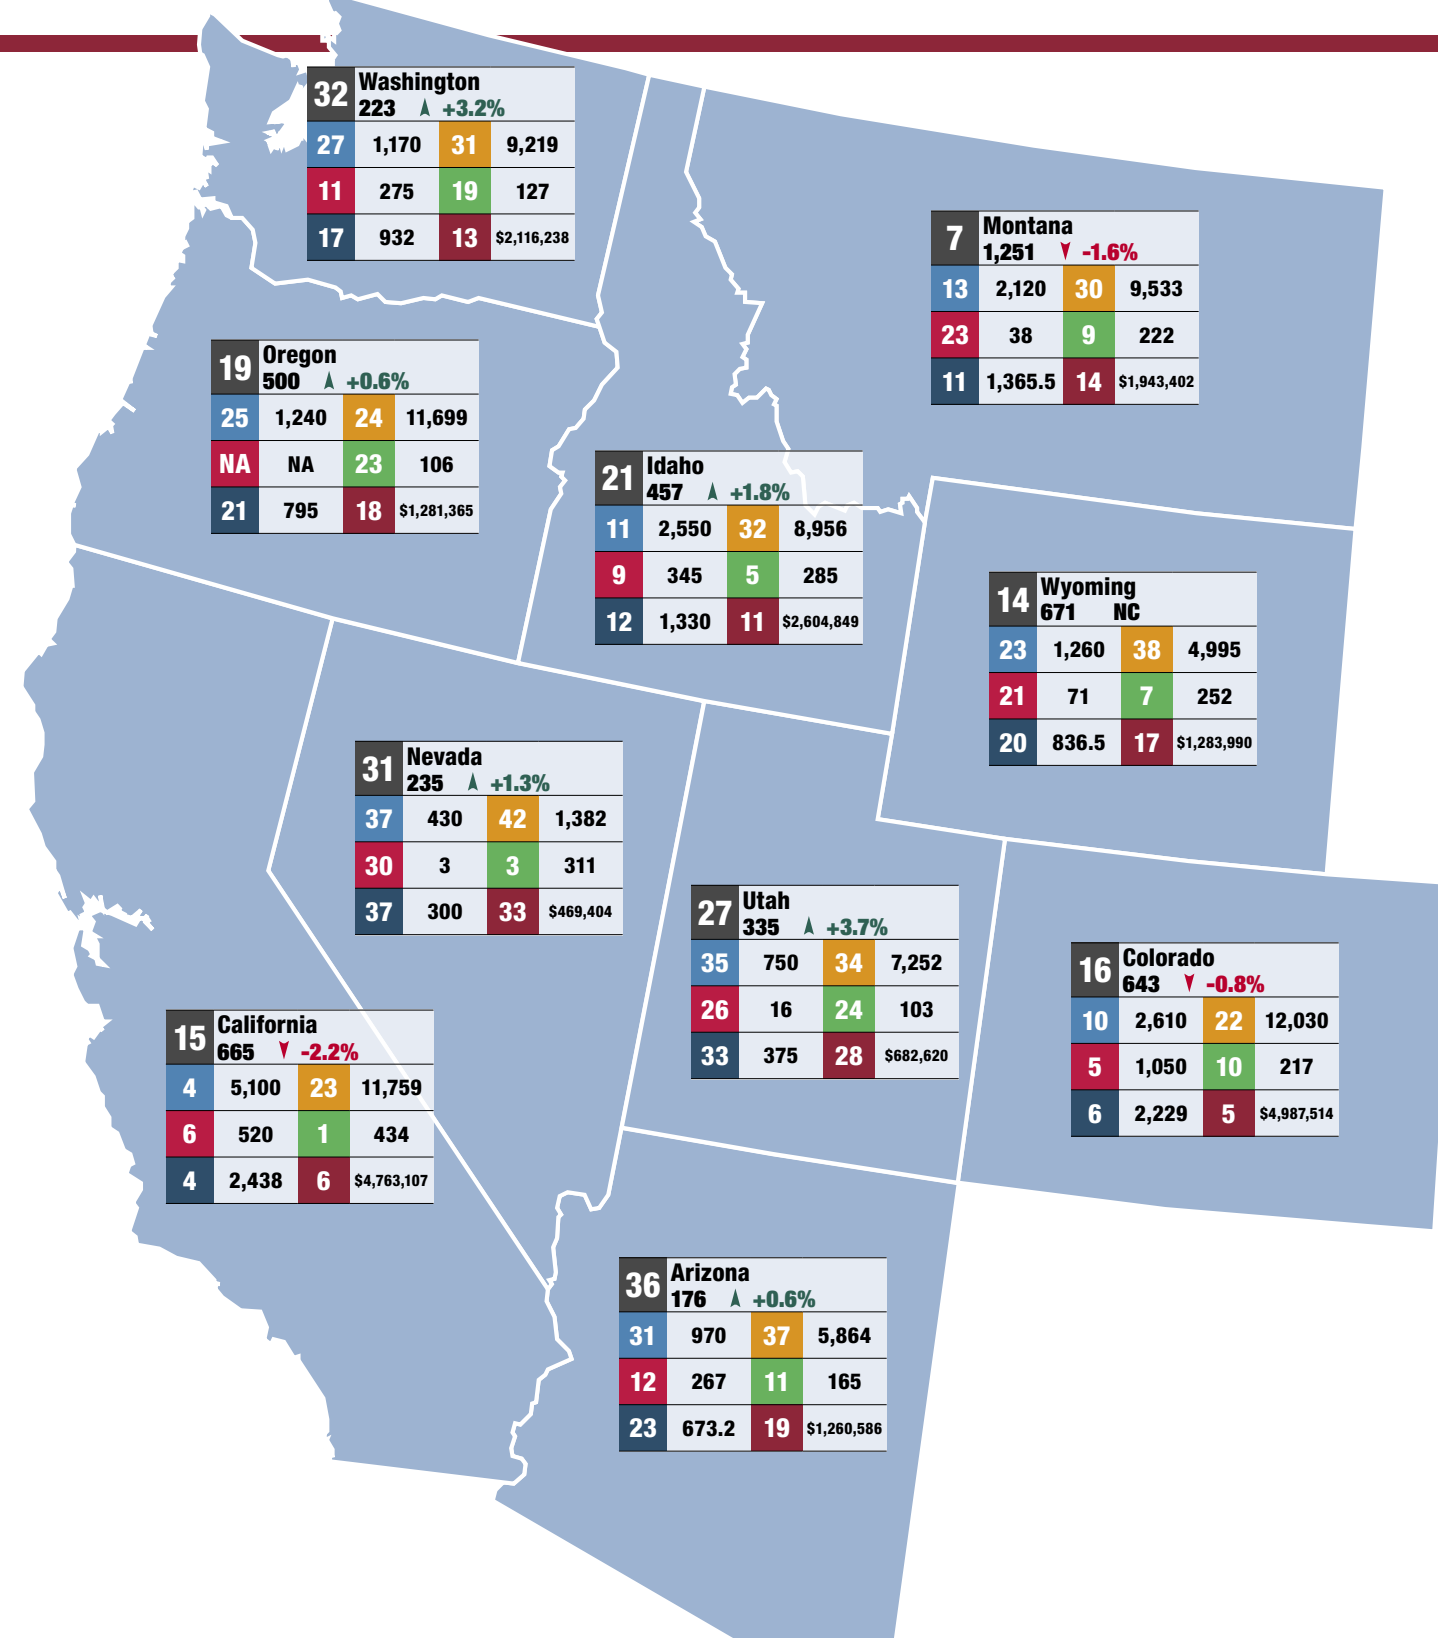 32 Washington
223 +3.2%
27 1,170 31 9,219
11 275 19 127
17 932 13 $2,116,238
7 Montana
1,251 -1.6%
13 2,120 30 9,533
23 38 9 222
11 1,365.5 14 $1,943,402
19 Oregon
500 +0.6%
25 1,240 24 11,699
NA NA 23 106
21 795 18 $1,281,365
21 Idaho
457 +1.8%
11 2,550 32 8,956
9 345 5 285
12 1,330 11 $2,604,849
14 Wyoming
671 NC
23 1,260 38 4,995
21 71 7 252
20 836.5 17 $1,283,990
31 Nevada
235 +1.3%
37 430 42 1,382
30 3 3 311
37 300 33 $469,404
27 Utah
335 +3.7%
35 750 34 7,252
26 16 24 103
33 375 28 $682,620
16 Colorado
643 -0.8%
10 2,610 22 12,030
5 1,050 10 217
6 2,229 5 $4,987,514
15 California
665 -2.2%
4 5,100 23 11,759
6 520 1 434
4 2,438 6 $4,763,107
36 Arizona
176 +0.6%
31 970 37 5,864
12 267 11 165
23 673.2 19 $1,260,586